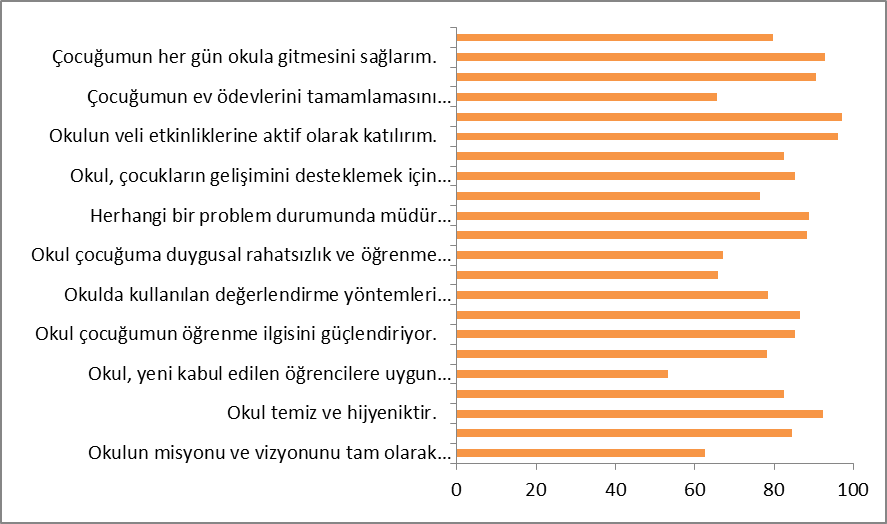 Çocuğumun her gün okula gitmesini sağlarım.
Çocuğumun ev ödevlerini tamamlamasını...
Okulun veli etkinliklerine aktif olarak katılırım.
Okul, çocukların gelişimini desteklemek için...
Herhangi bir problem durumunda müdür...
Okul çocuğuma duygusal rahatsızlık ve öğrenme...
Okulda kullanılan değerlendirme yöntemleri...
Okul çocuğumun öğrenme ilgisini güçlendiriyor.
Okul, yeni kabul edilen öğrencilere uygun...
Okul temiz ve hijyeniktir.
Okulun misyonu ve vizyonunu tam olarak...
0 20 40 60 80 100